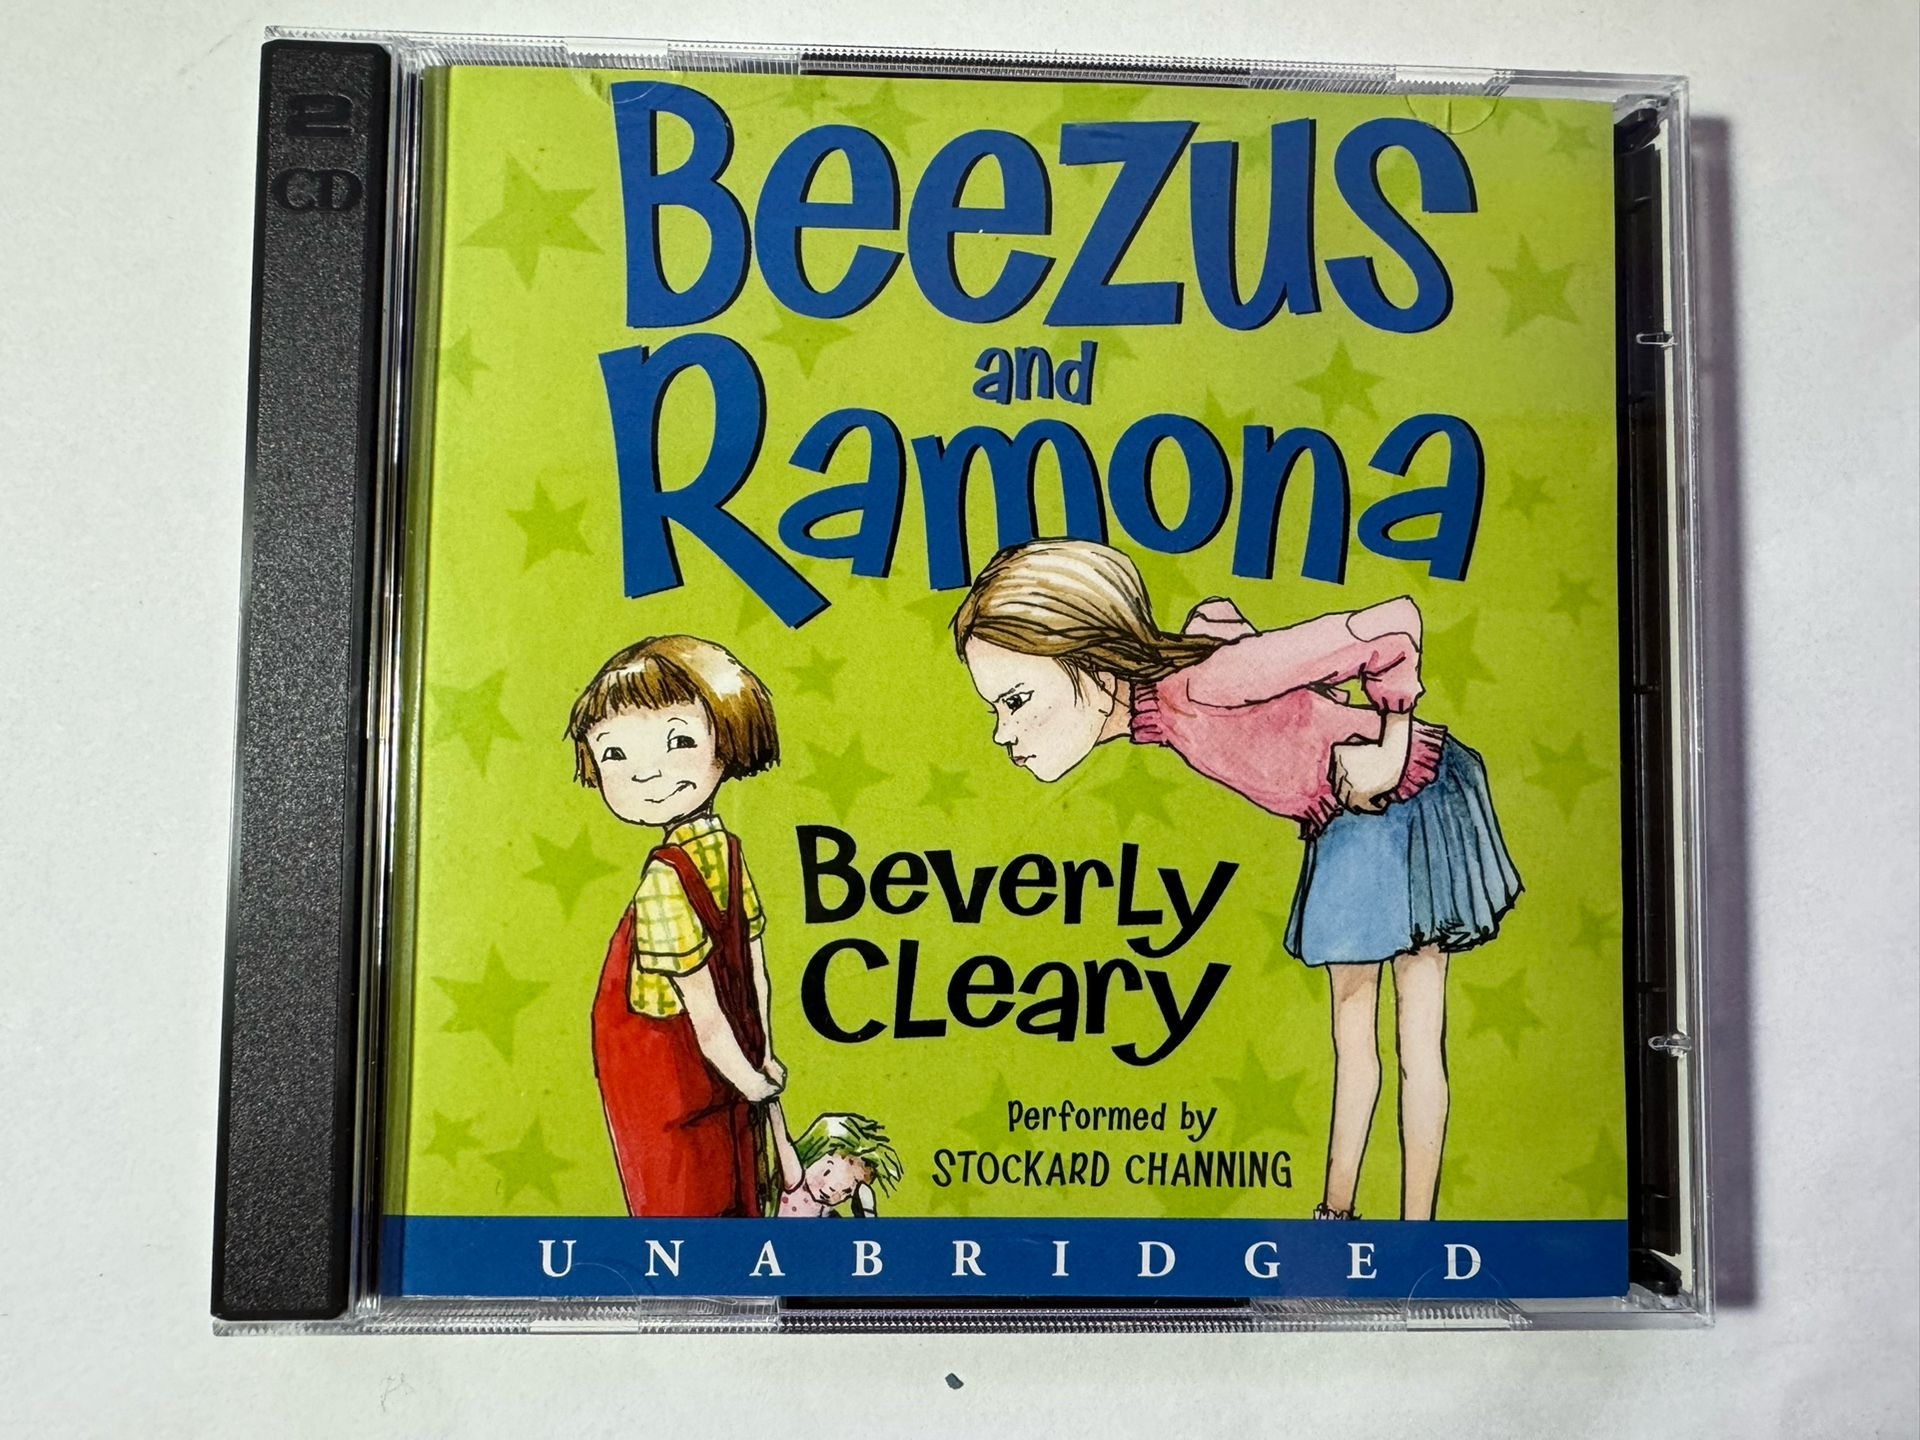 2
CD
Beezus
and
Ramona
Beverly
Cleary
Performed by
STOCKARD CHANNING
UNABRIDGED